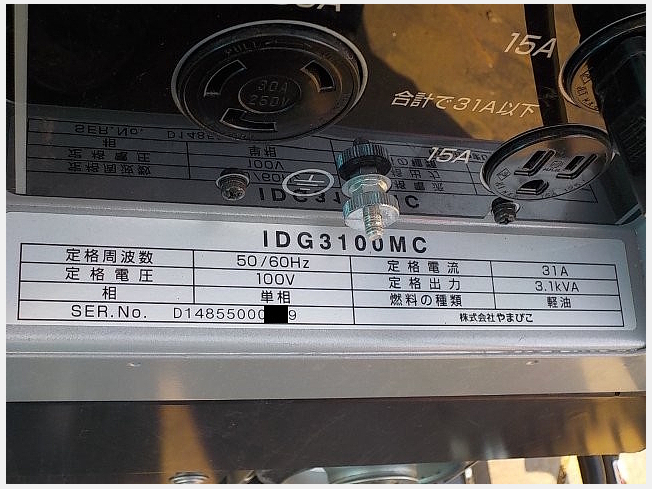 PULL
30A
250V
15A
合計で31A以下
15A
IDG3100MC
定格周波数 50/60Hz 定格電流 31A
定格電圧 100V 定格出力 3.1kVA
相 単相 燃料の種類 軽油
SER.No. D14855000 9 株式会社やまびこ